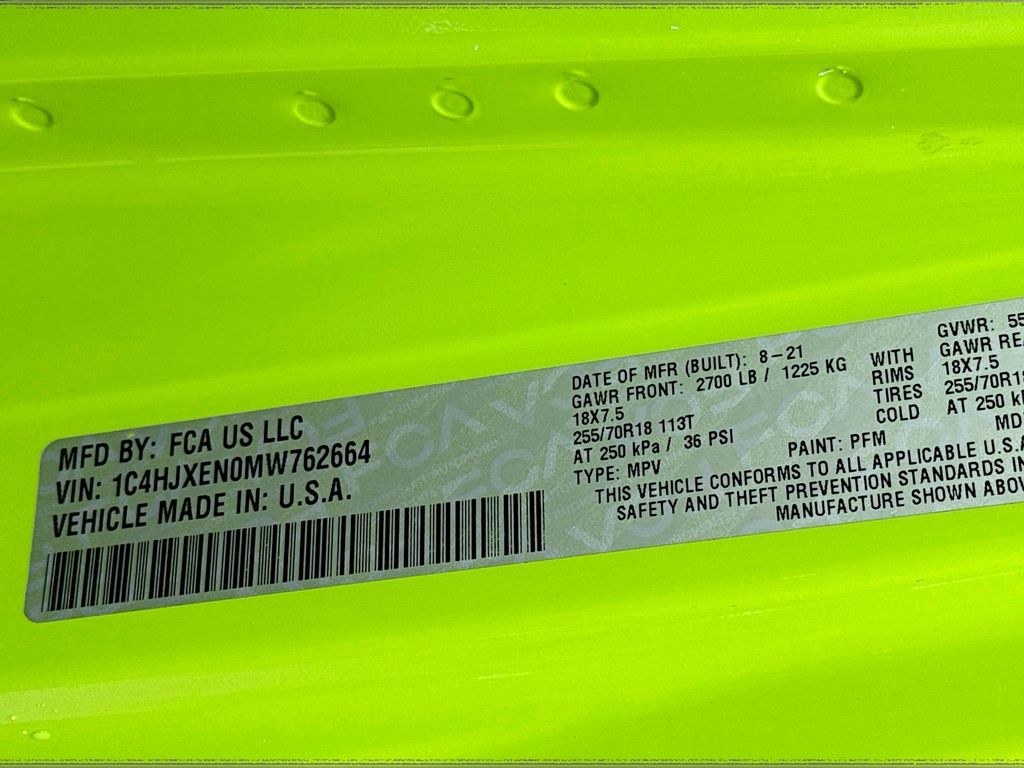 MFD BY: FCA US LLC
VIN: 1C4HJXEN0MW762664
VEHICLE MADE IN: U.S.A.
DATE OF MFR (BUILT): 8-21
GAWR FRONT: 2700 LB / 1225 KG
18X7.5
255/70R18 113T
AT 250 kPa / 36 PSI
TYPE: MPV
WITH
RIMS
TIRES
COLD
GVWR: 55
GAWR REA
18X7.5
255/70R18
AT 250 k
PAINT: PFM
MD
THIS VEHICLE CONFORMS TO ALL APPLICABLE U.S.A
SAFETY AND THEFT PREVENTION STANDARDS IN
MANUFACTURE SHOWN ABOV